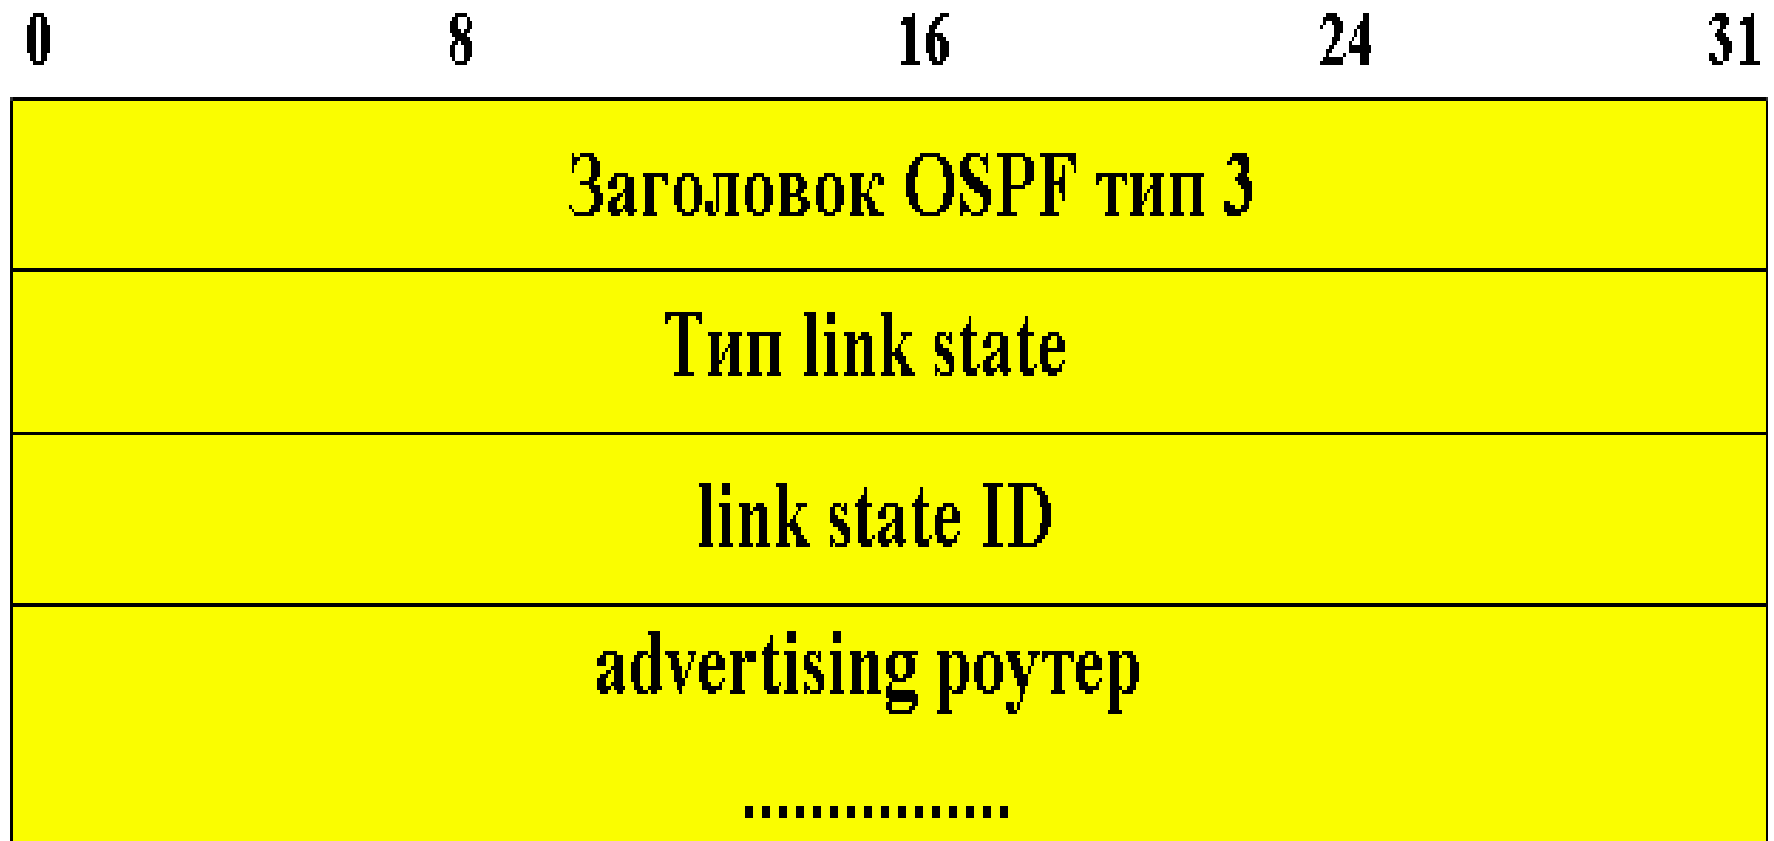 0 8 16 24 31
Заголовок OSPF тип 3
Тип link state
link state ID
advertising роутер
................